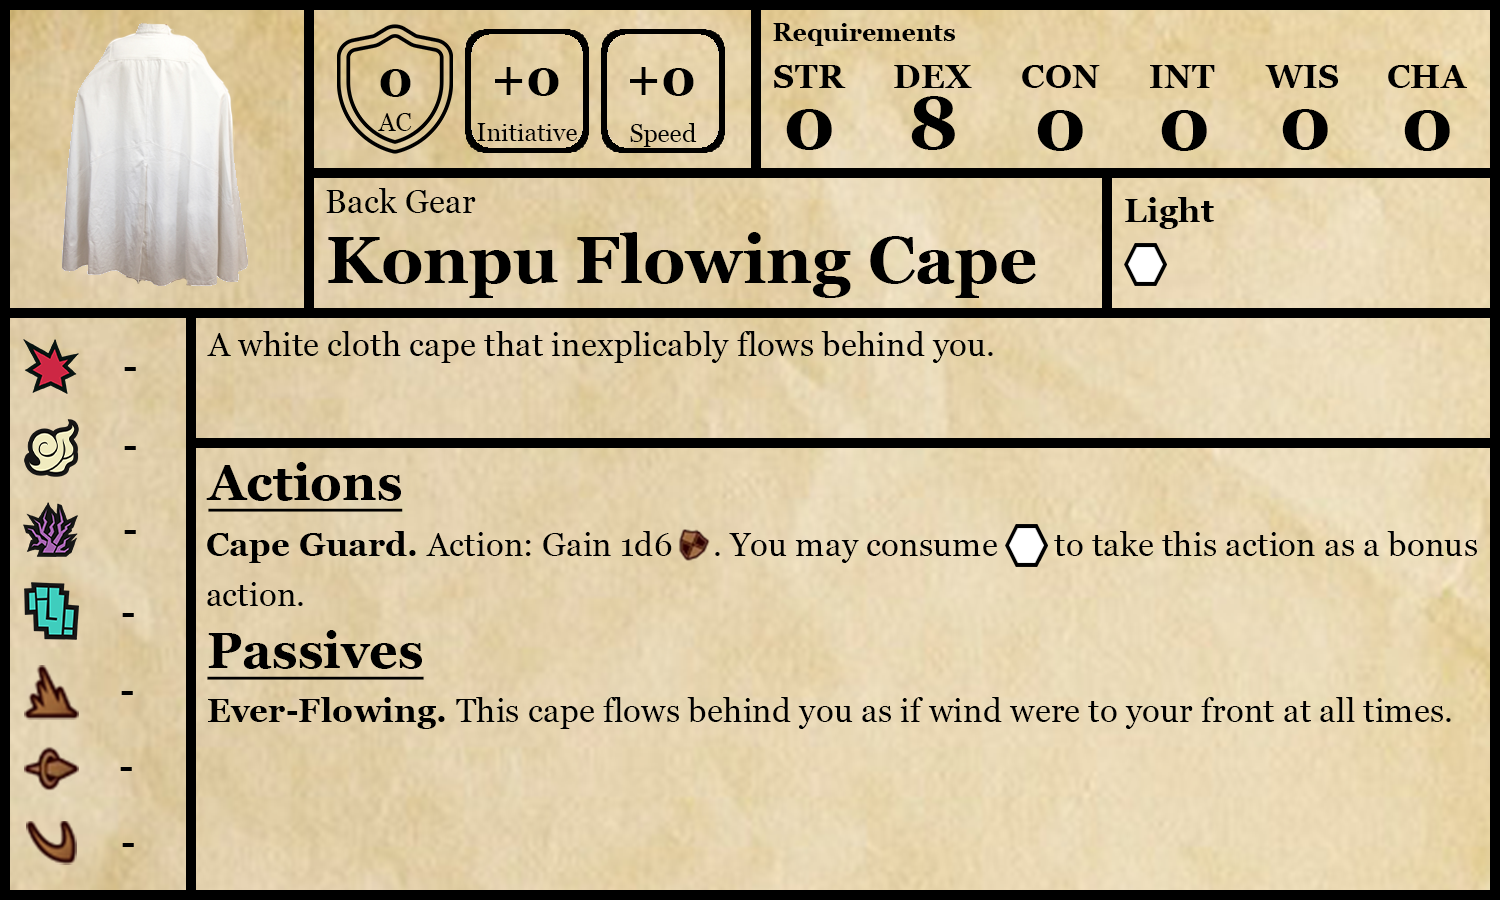 0
AC
+0
Initiative
+0
Speed
Requirements
STR DEX CON INT WIS CHA
0 8 0 0 0 0
Back Gear
Konpu Flowing Cape
Light
A white cloth cape that inexplicably flows behind you.
-
-
-
-
-
-
-
Actions
Cape Guard. Action: Gain 1d6 . You may consume to take this action as a bonus
action.
Passives
Ever-Flowing. This cape flows behind you as if wind were to your front at all times.